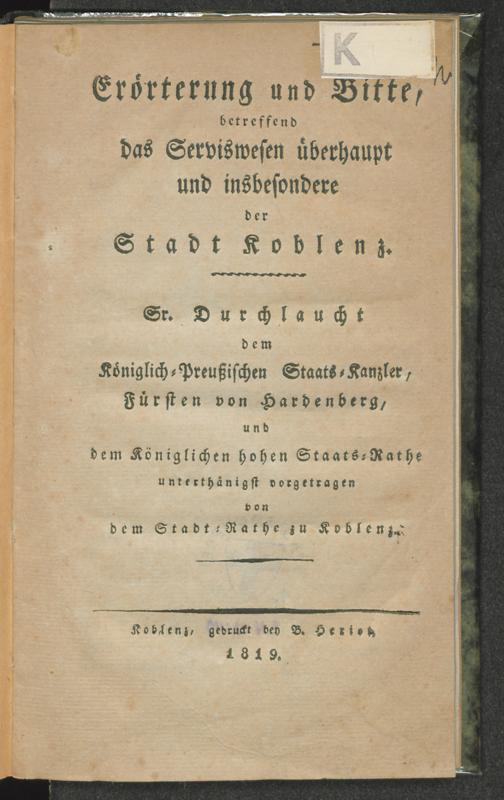 K
Erörterung und Bitte,
betreffend
das Serviswesen überhaupt
und insbesondere
der
Stadt Koblenz.
Sr. Durchlaucht
dem
Königlich-Preußischen Staats-Kanzler,
Fürsten von Hardenberg,
und
dem Königlichen hohen Staats-Rathe
unterthänigst vorgetragen
von
dem Stadt-Rathe zu Koblenz.
Koblenz, gedruckt bey B. Heriot,
1819.